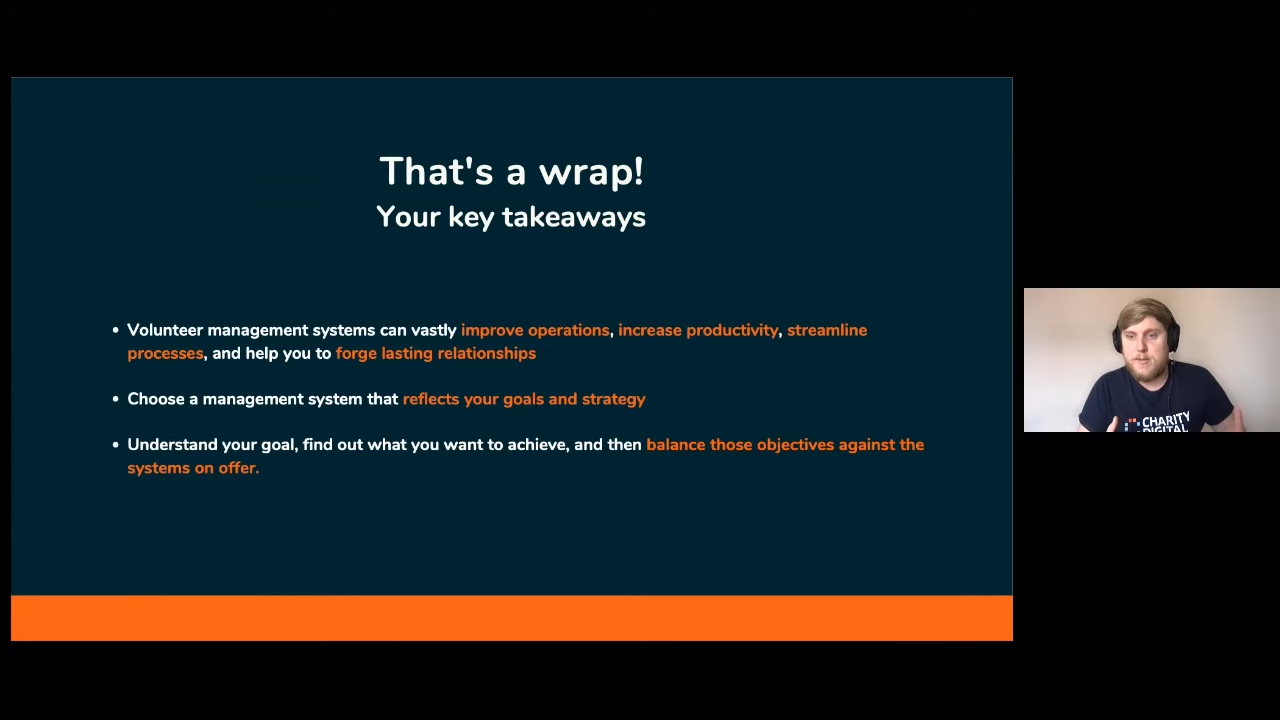 That's a wrap!
Your key takeaways
• Volunteer management systems can vastly improve operations, increase productivity, streamline
processes, and help you to forge lasting relationships
• Choose a management system that reflects your goals and strategy
• Understand your goal, find out what you want to achieve, and then balance those objectives against the
systems on offer.
CHARITY
DIGITAL